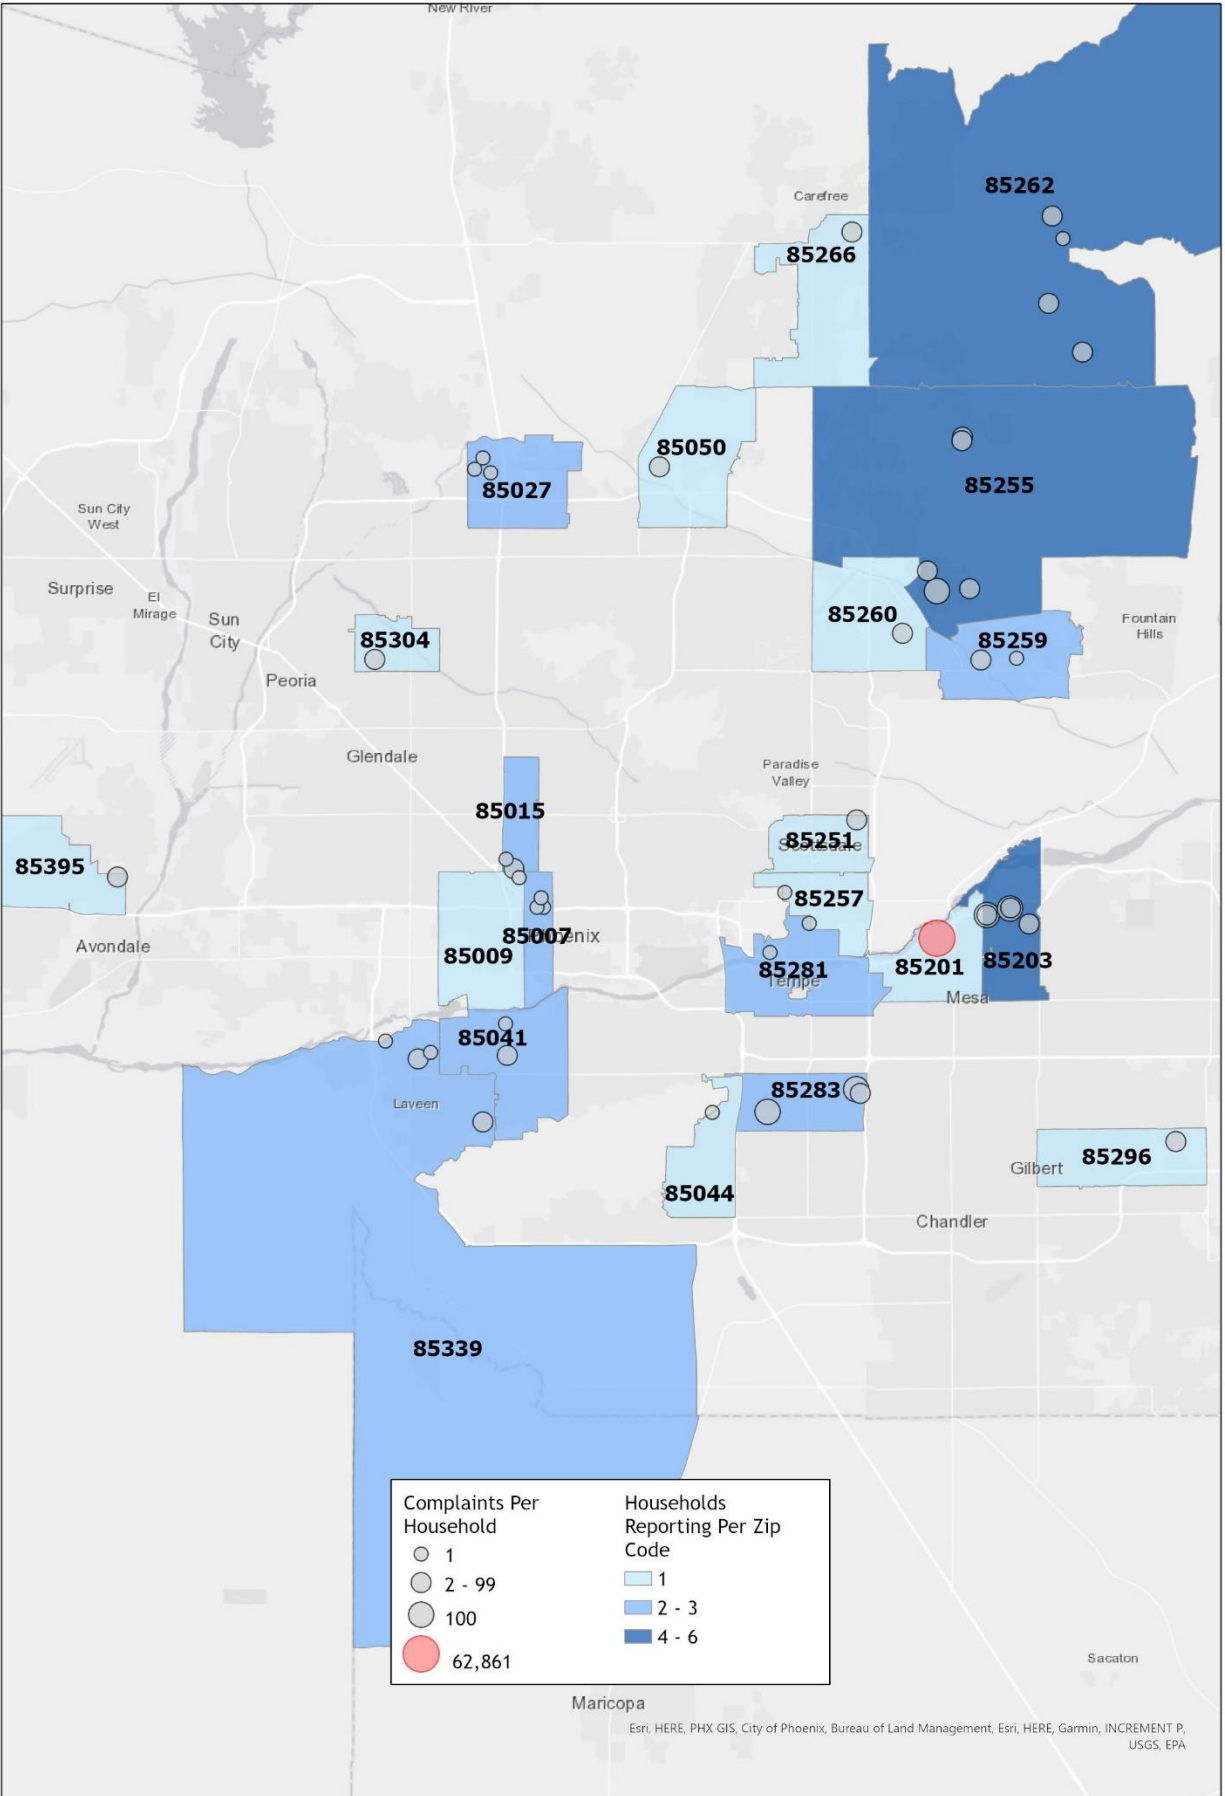 New River
85262
Carefree
85266
85050
85027
85255
Sun City
West
Surprise
El
Mirage
Sun
City
85304
Peoria
85260
85259
Fountain
Hills
Glendale
Paradise
Valley
85015
85251
Scottsdale
85395
85257
Avondale
85007
Phoenix
85009
85281
Tempe
85201
85203
Mesa
85041
Laveen
85283
85044
85296
Gilbert
Chandler
85339
Complaints Per
Household
1
2 - 99
100
62,861
Households
Reporting Per Zip
Code
1
2 - 3
4 - 6
Sacaton
Maricopa
Esri, HERE, PHX GIS, City of Phoenix, Bureau of Land Management, Esri, HERE, Garmin, INCREMENT P,
USGS, EPA